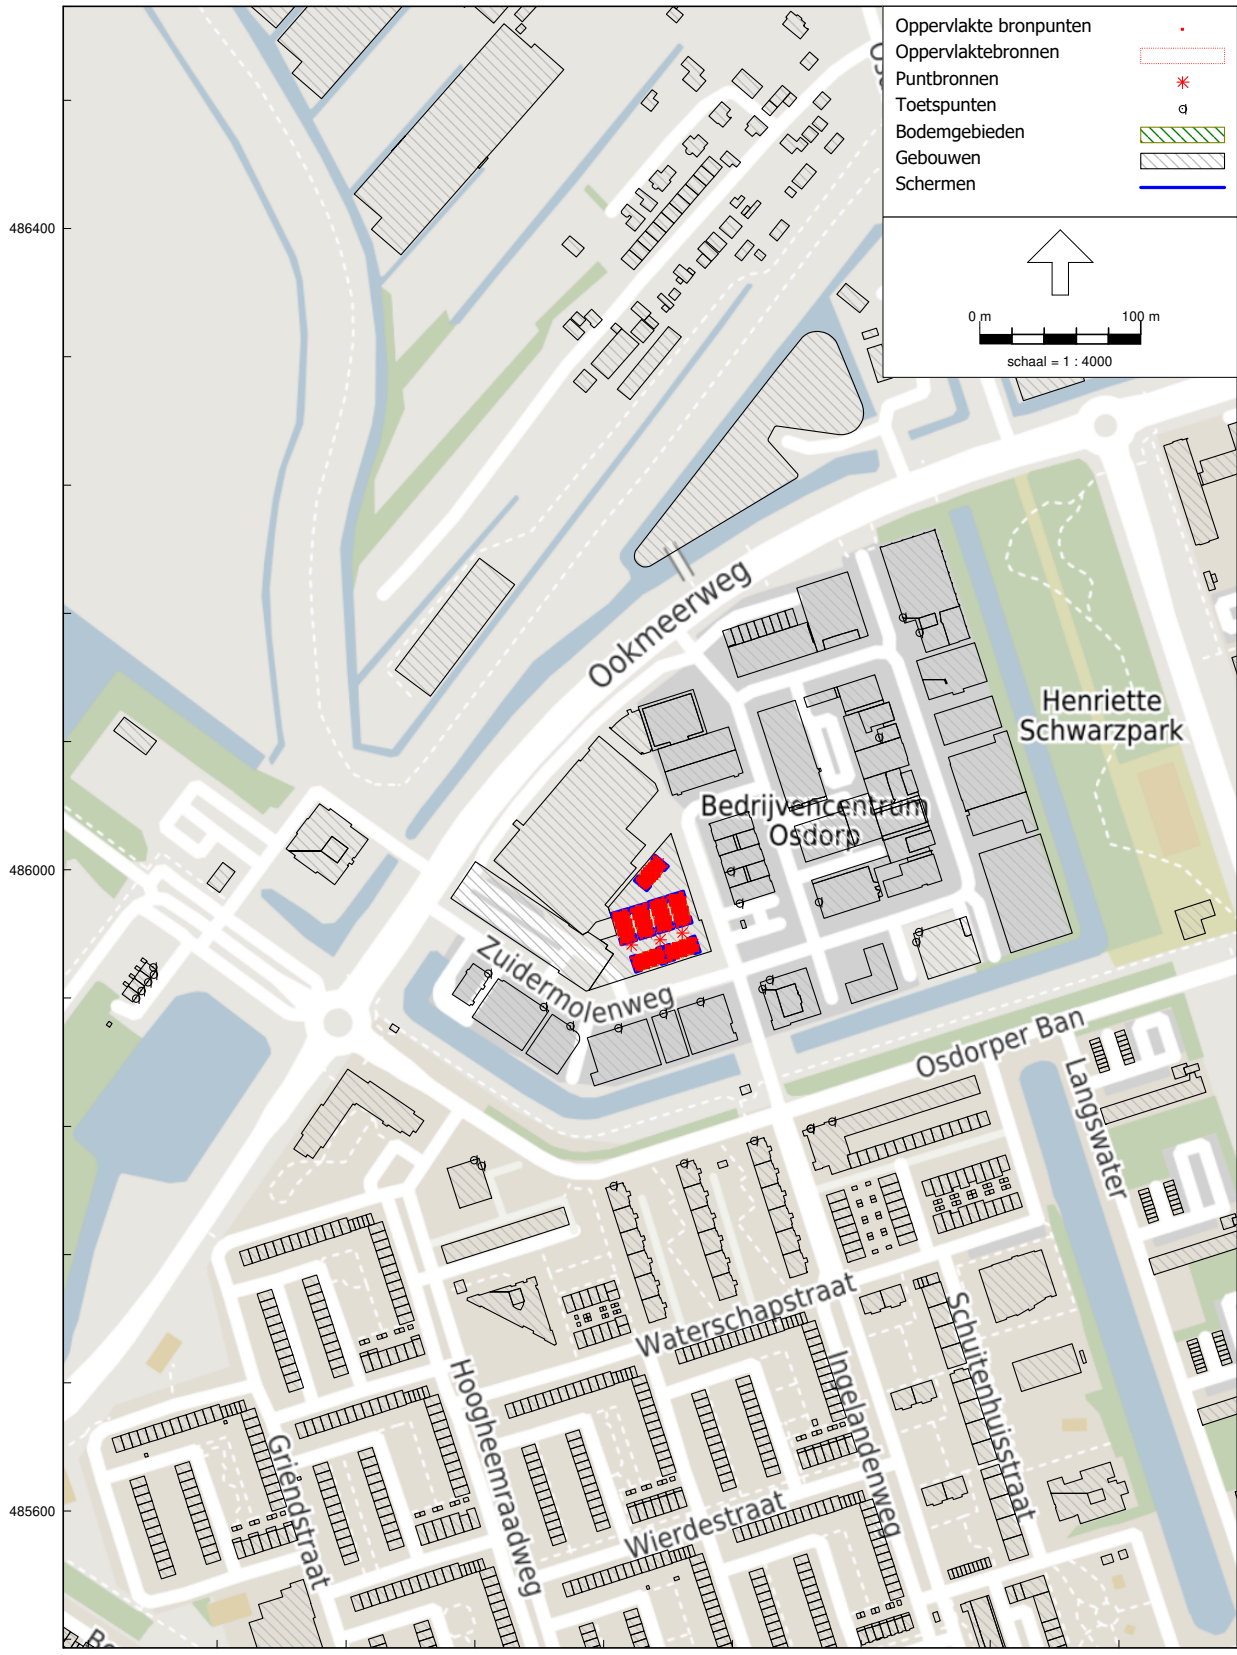 Oppervlakte bronpunten
Oppervlaktebronnen
Puntbronnen
Toetspunten
Bodemgebieden
Gebouwen
Schermen
0 m
100 m
schaal = 1 : 4000
486400
486000
485600
Ookmeerweg
Henriette
Schwarzpark
Bedrijvencentrum
Osdorp
Zuidermolenweg
Osdorper Ban
Langswater
Waterschapstraat
Schuitenhuisstraat
Ingelandenweg
Hoogheemraadweg
Griendstraat
Wierdestraat